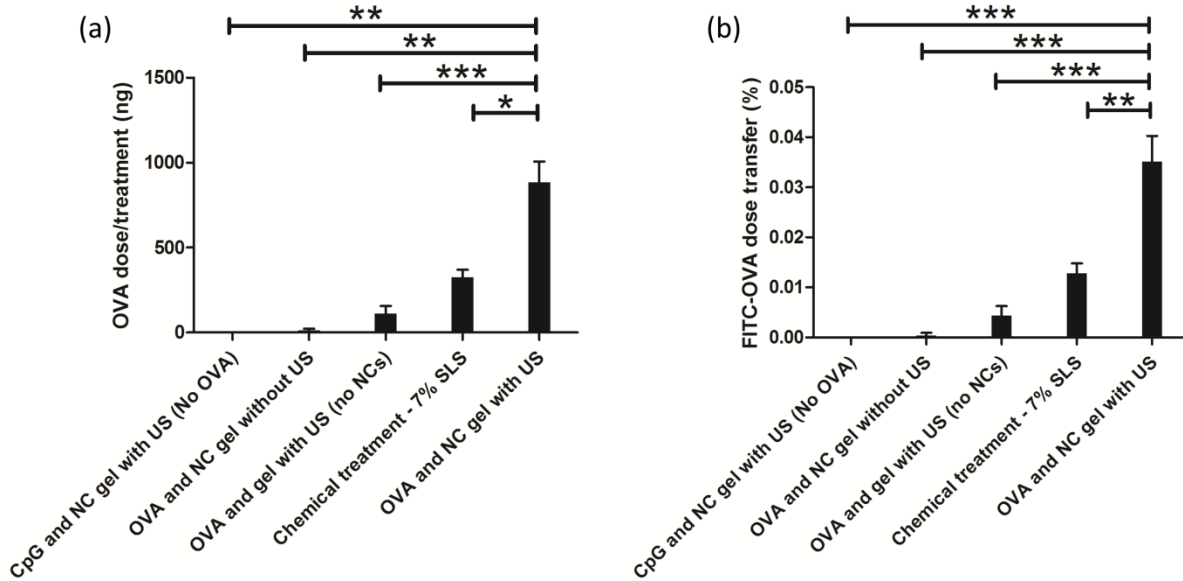 (a)
**
**
***
*
OVA dose/treatment (ng)
1500
1000
500
0
CpG and NC gel with US (No OVA)
OVA and NC gel without US
OVA and gel with US (no NCs)
Chemical treatment - 7% SLS
OVA and NC gel with US
(b)
***
***
***
**
FITC-OVA dose transfer (%)
0.05
0.04
0.03
0.02
0.01
0.00
CpG and NC gel with US (No OVA)
OVA and NC gel without US
OVA and gel with US (no NCs)
Chemical treatment - 7% SLS
OVA and NC gel with US